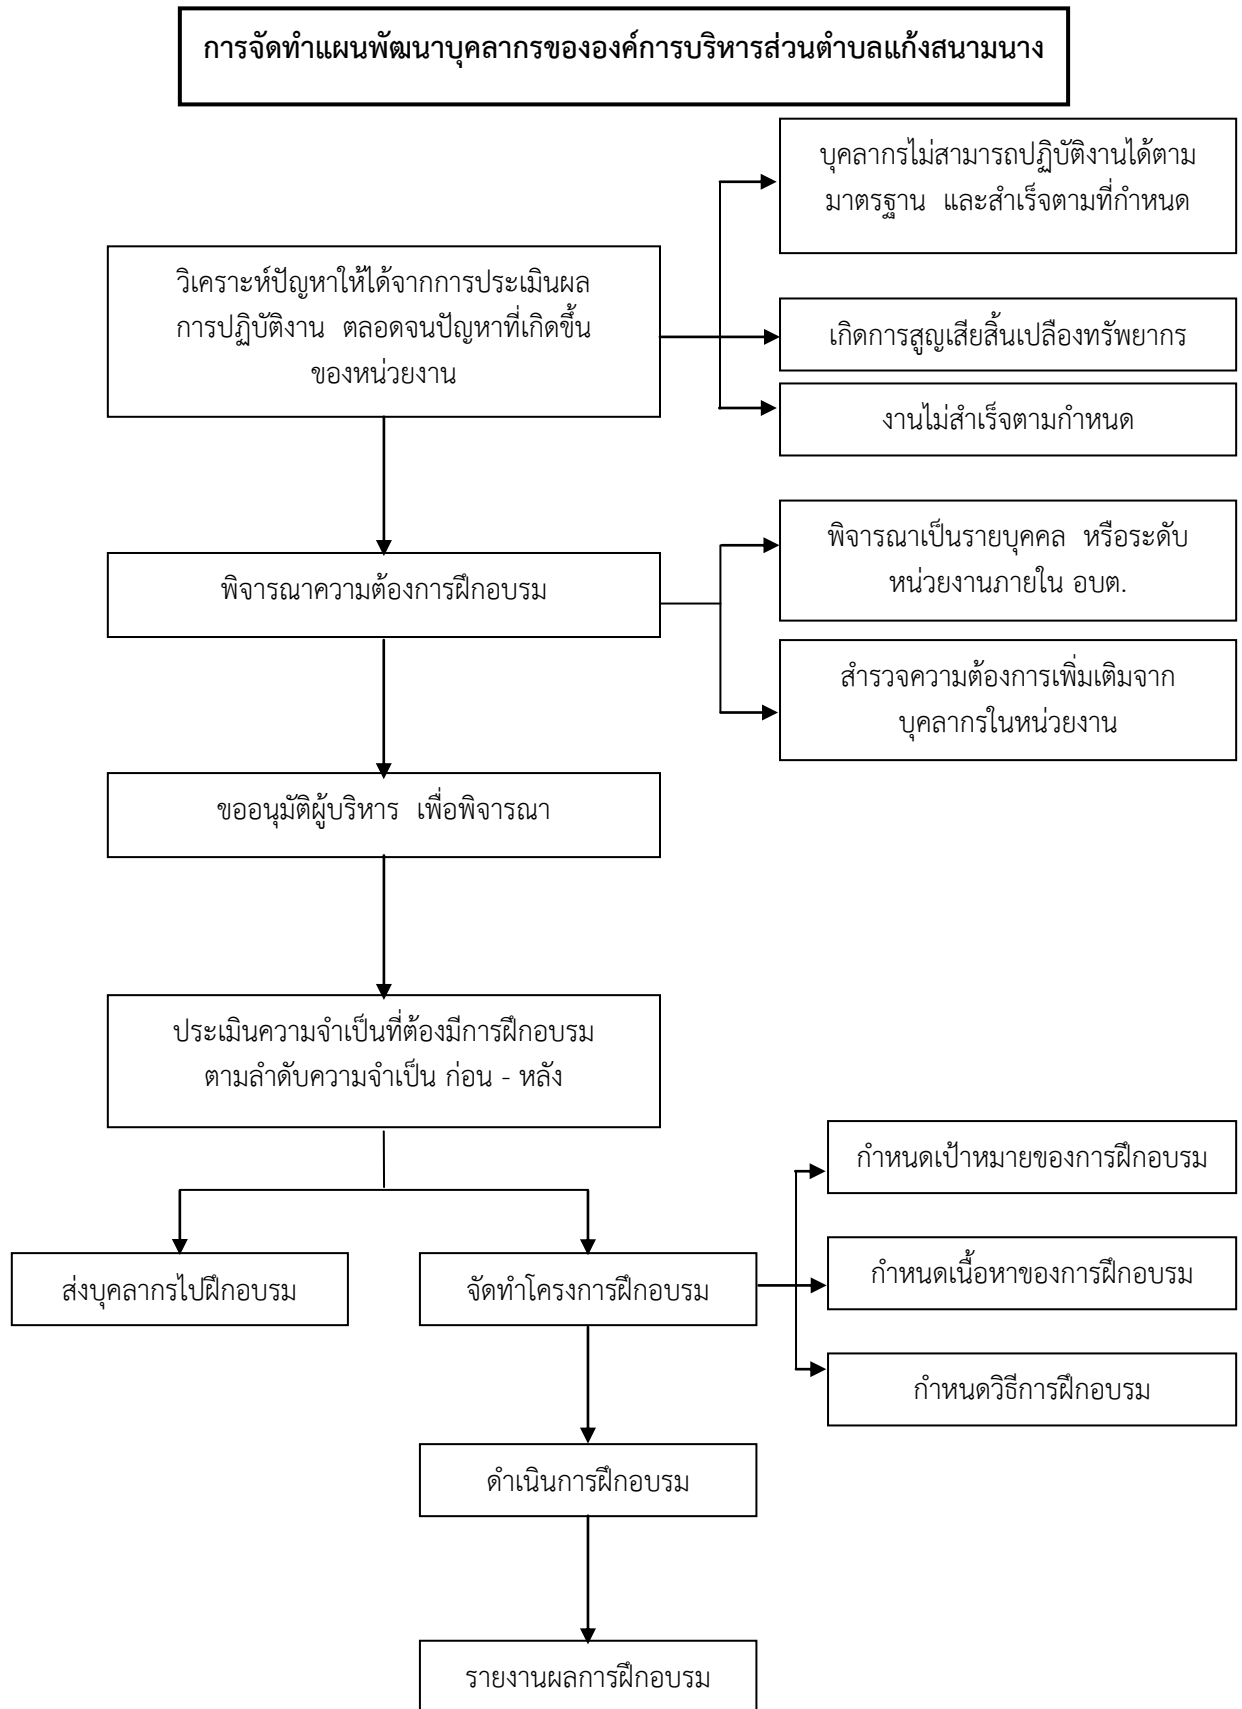 การจัดทำแผนพัฒนาบุคลากรขององค์การบริหารส่วนตำบลแก้งสนามนาง
บุคลากรไม่สามารถปฏิบัติงานได้ตาม
มาตรฐาน และสำเร็จตามที่กำหนด
วิเคราะห์ปัญหาให้ได้จากการประเมินผล
การปฏิบัติงาน ตลอดจนปัญหาที่เกิดขึ้น
ของหน่วยงาน
เกิดการสูญเสียสิ้นเปลืองทรัพยากร
งานไม่สำเร็จตามกำหนด
พิจารณาความต้องการฝึกอบรม
พิจารณาเป็นรายบุคคล หรือระดับ
หน่วยงานภายใน อบต.
สำรวจความต้องการเพิ่มเติมจาก
บุคลากรในหน่วยงาน
ขออนุมัติผู้บริหาร เพื่อพิจารณา
ประเมินความจำเป็นที่ต้องมีการฝึกอบรม
ตามลำดับความจำเป็น ก่อน - หลัง
กำหนดเป้าหมายของการฝึกอบรม
ส่งบุคลากรไปฝึกอบรม
จัดทำโครงการฝึกอบรม
กำหนดเนื้อหาของการฝึกอบรม
กำหนดวิธีการฝึกอบรม
ดำเนินการฝึกอบรม
รายงานผลการฝึกอบรม